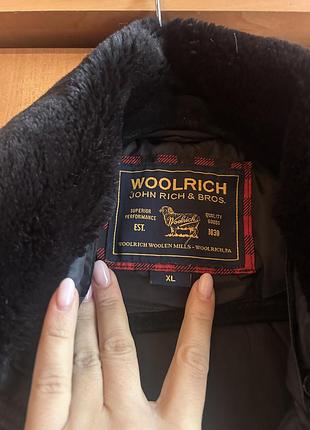 WOOLRICH
JOHN RICH & BROS.
SUPERIOR PERFORMANCE
EST.
Woolrich
QUALITY GOODS
1830
WOOLRICH WOOLEN MILLS - WOOLRICH, PA
XL